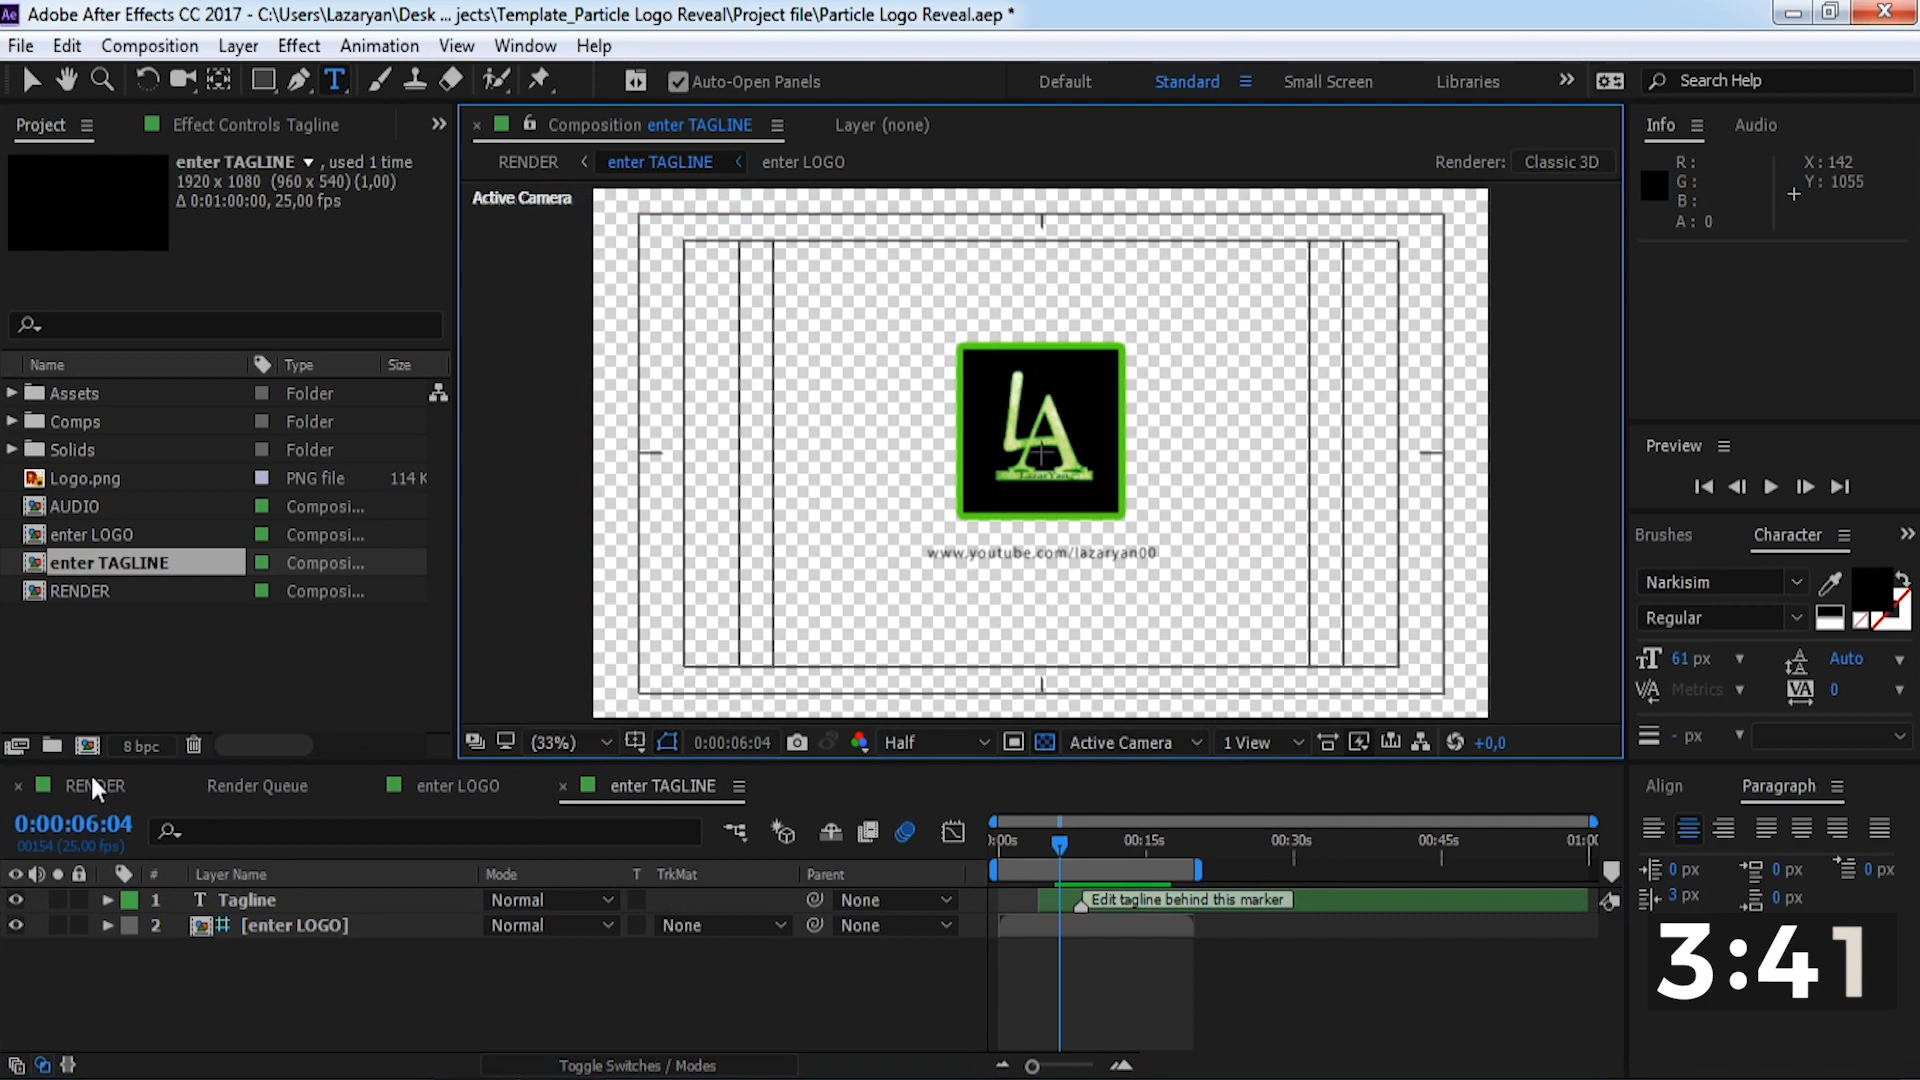 Ae Adobe After Effects CC 2017 - C:\Users\Lazaryan\Desk ... jects\Template_Particle Logo Reveal\Project file\Particle Logo Reveal.aep *
File Edit Composition Layer Effect Animation View Window Help
T Auto-Open Panels Default Standard Small Screen Libraries Search Help
Project Effect Controls Tagline
enter TAGLINE , used 1 time
1920 x 1080 (960 x 540) (1,00)
Δ 0:01:00:00, 25,00 fps
Name Type Size
Assets Folder
Comps Folder
Solids Folder
Logo.png PNG file 114 K
AUDIO Composi...
enter LOGO Composi...
enter TAGLINE Composi...
RENDER Composi...
8 bpc
Composition enter TAGLINE Layer (none)
RENDER enter TAGLINE enter LOGO Renderer: Classic 3D
Active Camera
LA
www.youtube.com/lazaryan00
(33%) 0:00:06:04 Half Active Camera 1 View +0,0
Info Audio
R: X: 142
G: Y: 1055
B:
A: 0
Preview
Brushes Character
Narkisim
Regular
61 px Auto
Metrics 0
- px
Align Paragraph
0 px 0 px 0 px
3 px 0 px
3:41
RENDER Render Queue enter LOGO enter TAGLINE
0:00:06:04
00154 (25.00 fps)
):00s 00:15s 00:30s 00:45s 01:00
# Layer Name Mode T TrkMat Parent
1 T Tagline Normal None Edit tagline behind this marker
2 [enter LOGO] Normal None None
Toggle Switches / Modes